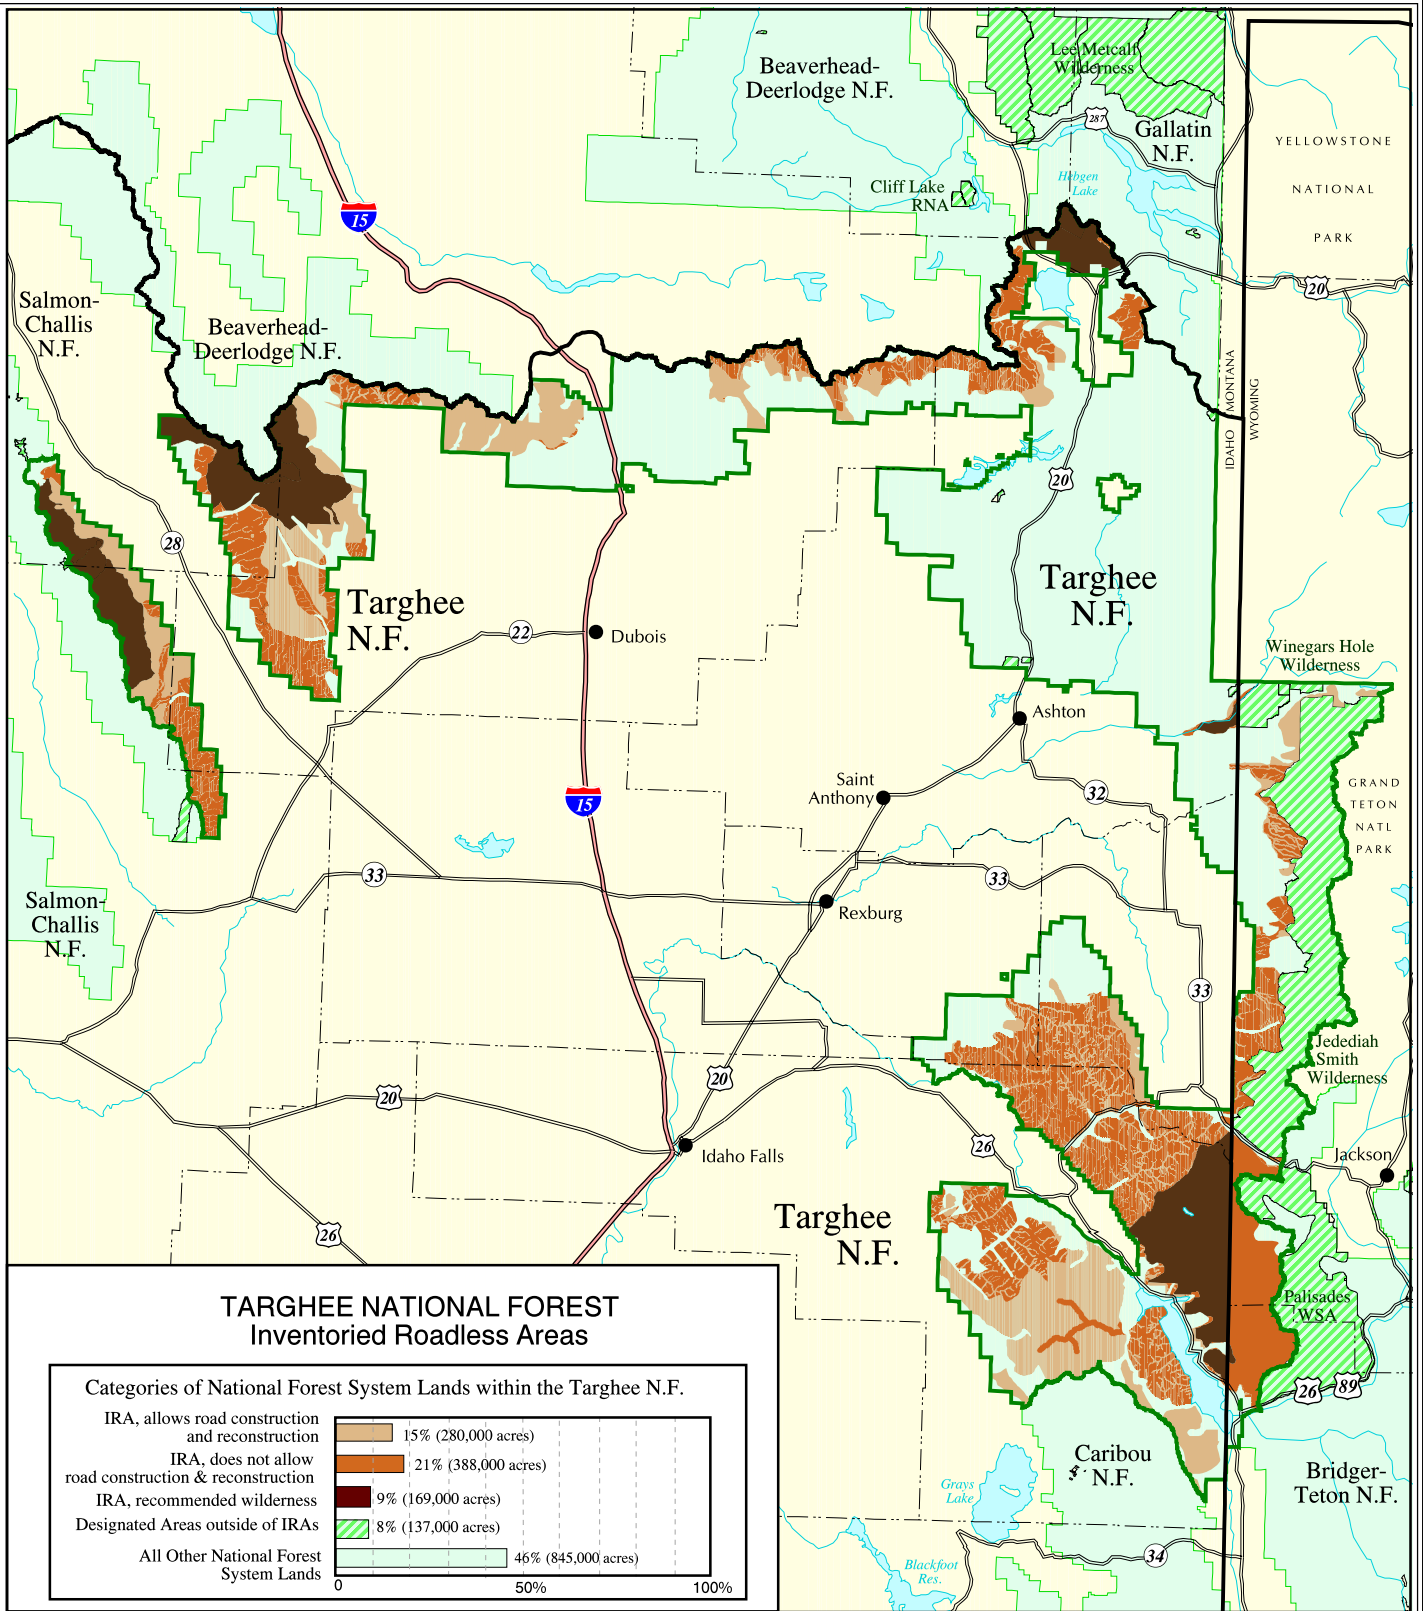 Lee Metcalf
Wilderness
Beaverhead-
Deerlodge N.F.
287
Gallatin
N.F.
YELLOWSTONE
NATIONAL
PARK
Hebgen
Lake
Cliff Lake
RNA
15
20
Salmon-
Challis
N.F.
Beaverhead-
Deerlodge N.F.
IDAHO
MONTANA
WYOMING
20
28
Targhee
N.F.
Targhee
N.F.
22
Dubois
Winegars Hole
Wilderness
Ashton
Saint
Anthony
32
15
GRAND
TETON
NATL
PARK
33
33
Rexburg
Salmon-
Challis
N.F.
33
Jedediah
Smith
Wilderness
20
20
26
Idaho Falls
Jackson
Targhee
N.F.
26
Palisades
WSA
26
89
Caribou
N.F.
Bridger-
Teton N.F.
Grays
Lake
34
Blackfoot
Res.
TARGHEE NATIONAL FOREST
Inventoried Roadless Areas
Categories of National Forest System Lands within the Targhee N.F.
IRA, allows road construction
and reconstruction
15% (280,000 acres)
IRA, does not allow
road construction & reconstruction
21% (388,000 acres)
IRA, recommended wilderness
9% (169,000 acres)
Designated Areas outside of IRAs
8% (137,000 acres)
All Other National Forest
System Lands
46% (845,000 acres)
0
50%
100%